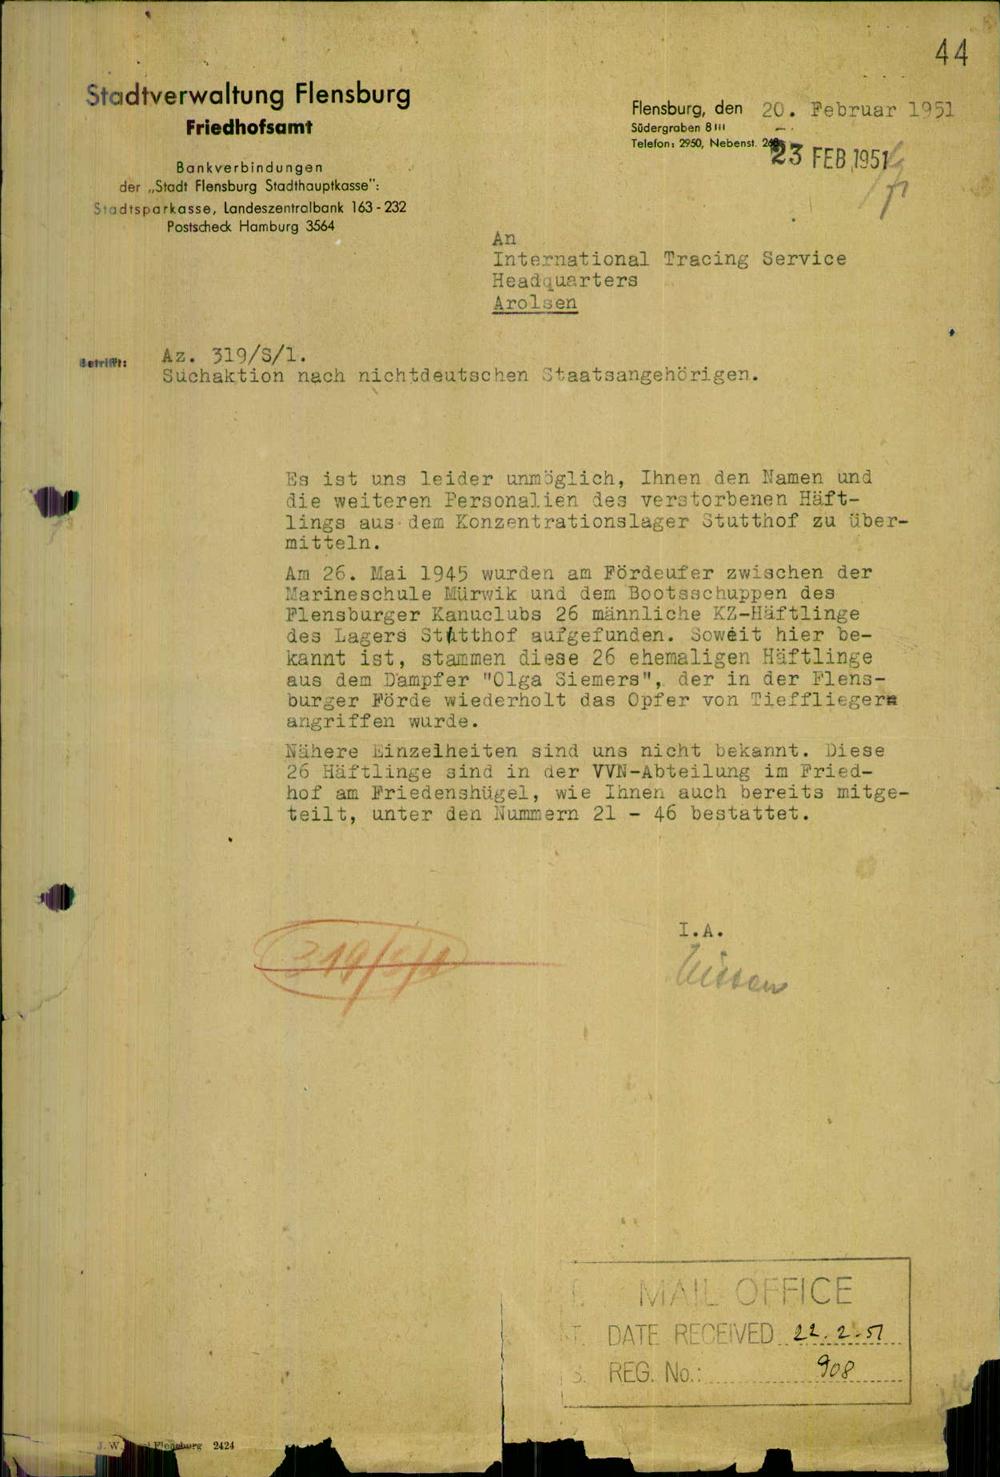 44
Stadtverwaltung Flensburg
Friedhofsamt
Bankverbindungen
der „Stadt Flensburg Stadthauptkasse":
Stadtsparkasse, Landeszentralbank 163-232
Postscheck Hamburg 3564
Flensburg, den 20. Februar 1951
Südergraben 8 III
Telefon: 2950, Nebenst.
23 FEB 1951
An
International Tracing Service
Headquarters
Arolsen
Betrifft: Az. 319/S/1.
Suchaktion nach nichtdeutschen Staatsangehörigen.
Es ist uns leider unmöglich, Ihnen den Namen und
die weiteren Personalien des verstorbenen Häft-
lings aus dem Konzentrationslager Stutthof zu über-
mitteln.
Am 26. Mai 1945 wurden am Fördeufer zwischen der
Marineschule Mürwik und dem Bootsschuppen des
Flensburger Kanuclubs 26 männliche KZ-Häftlinge
des Lagers Stutthof aufgefunden. Soweit hier be-
kannt ist, stammen diese 26 ehemaligen Häftlinge
aus dem Dampfer "Olga Siemers", der in der Flens-
burger Förde wiederholt das Opfer von Tieffliegern
angriffen wurde.
Nähere Einzelheiten sind uns nicht bekannt. Diese
26 Häftlinge sind in der VVN-Abteilung im Fried-
hof am Friedenshügel, wie Ihnen auch bereits mitge-
teilt, unter den Nummern 21 - 46 bestattet.
I.A.
319/S/1
MAIL OFFICE
T. DATE RECEIVED 22.2.51
S. REG. No.: 908
J. W. Flensburg 2424